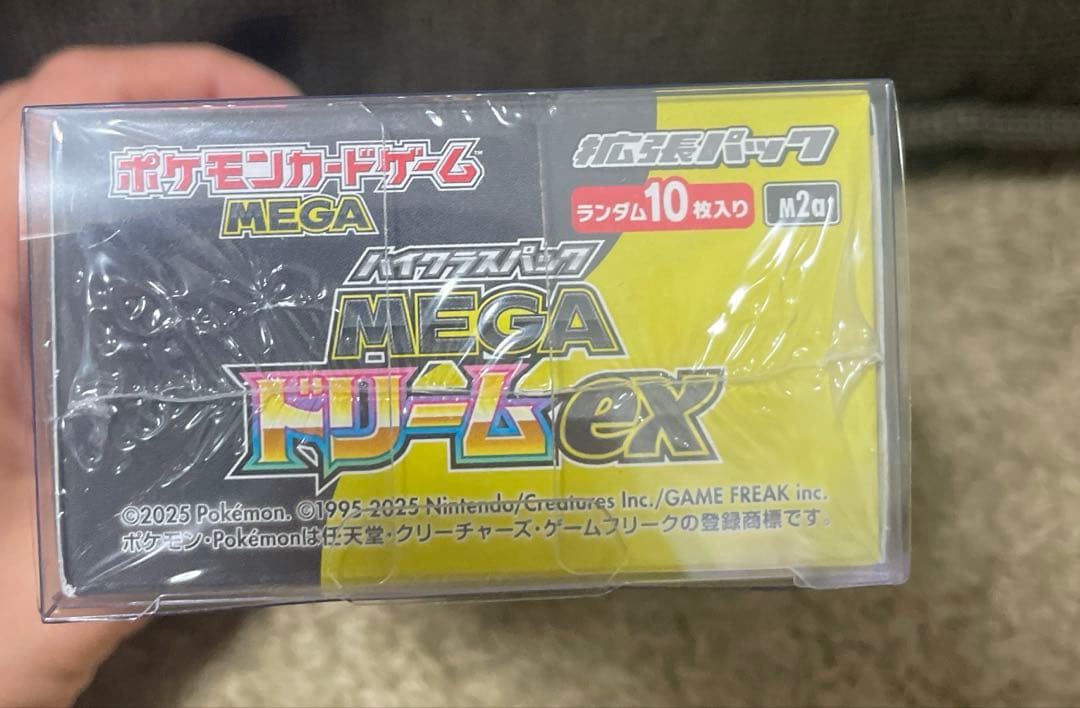 ポケモンカードゲーム
MEGA
拡張パック
ランダム10枚入り
M2a
ハイクラスパック
MEGA
ドリームex
©2025 Pokémon. ©1995-2025 Nintendo/Creatures Inc./GAME FREAK inc.
ポケモン・Pokémonは任天堂・クリーチャーズ・ゲームフリークの登録商標です。